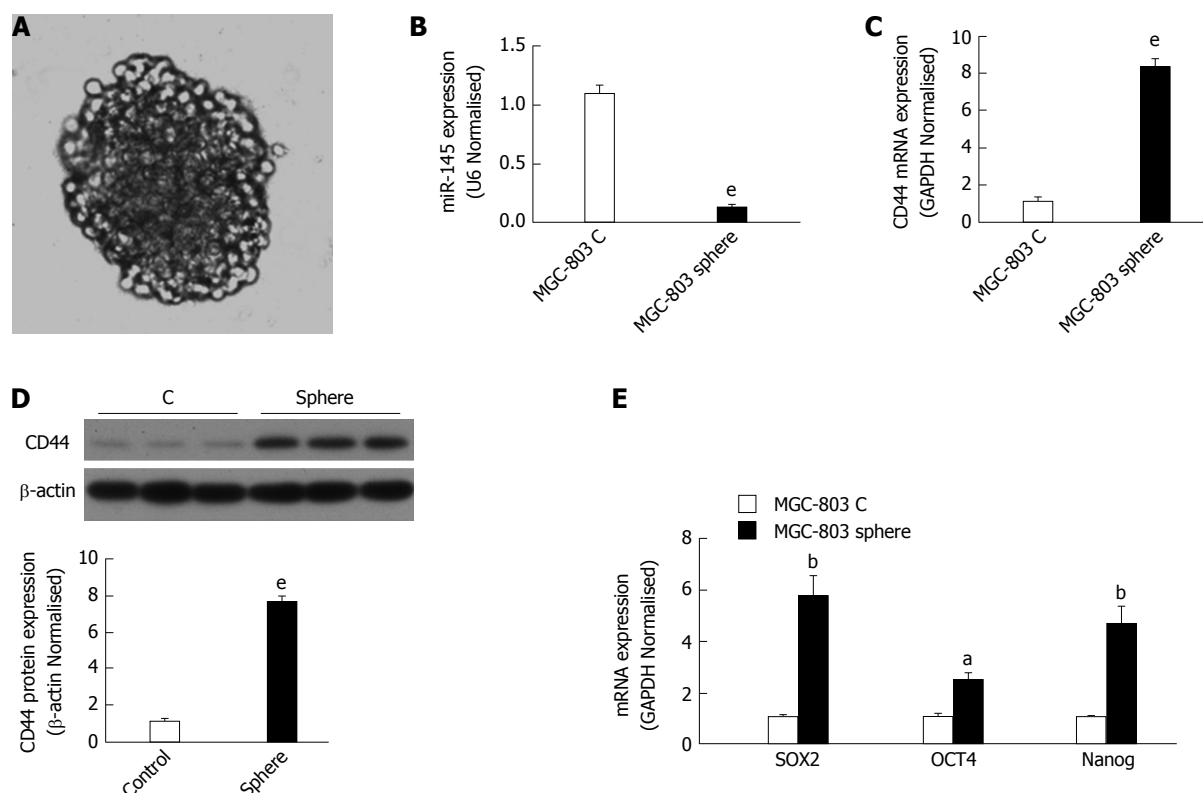 A
B
miR-145 expression
(U6 Normalised)
1.5
1.0
0.5
0.0
e
MGC-803 C
MGC-803 sphere
C
CD44 mRNA expression
(GAPDH Normalised)
10
8
6
4
2
0
e
MGC-803 C
MGC-803 sphere
D
C Sphere
CD44
β-actin
CD44 protein expression
(β-actin Normalised)
10
8
6
4
2
0
e
Control
Sphere
E
MGC-803 C
MGC-803 sphere
mRNA expression
(GAPDH Normalised)
8
6
4
2
0
b
a
b
SOX2 OCT4 Nanog